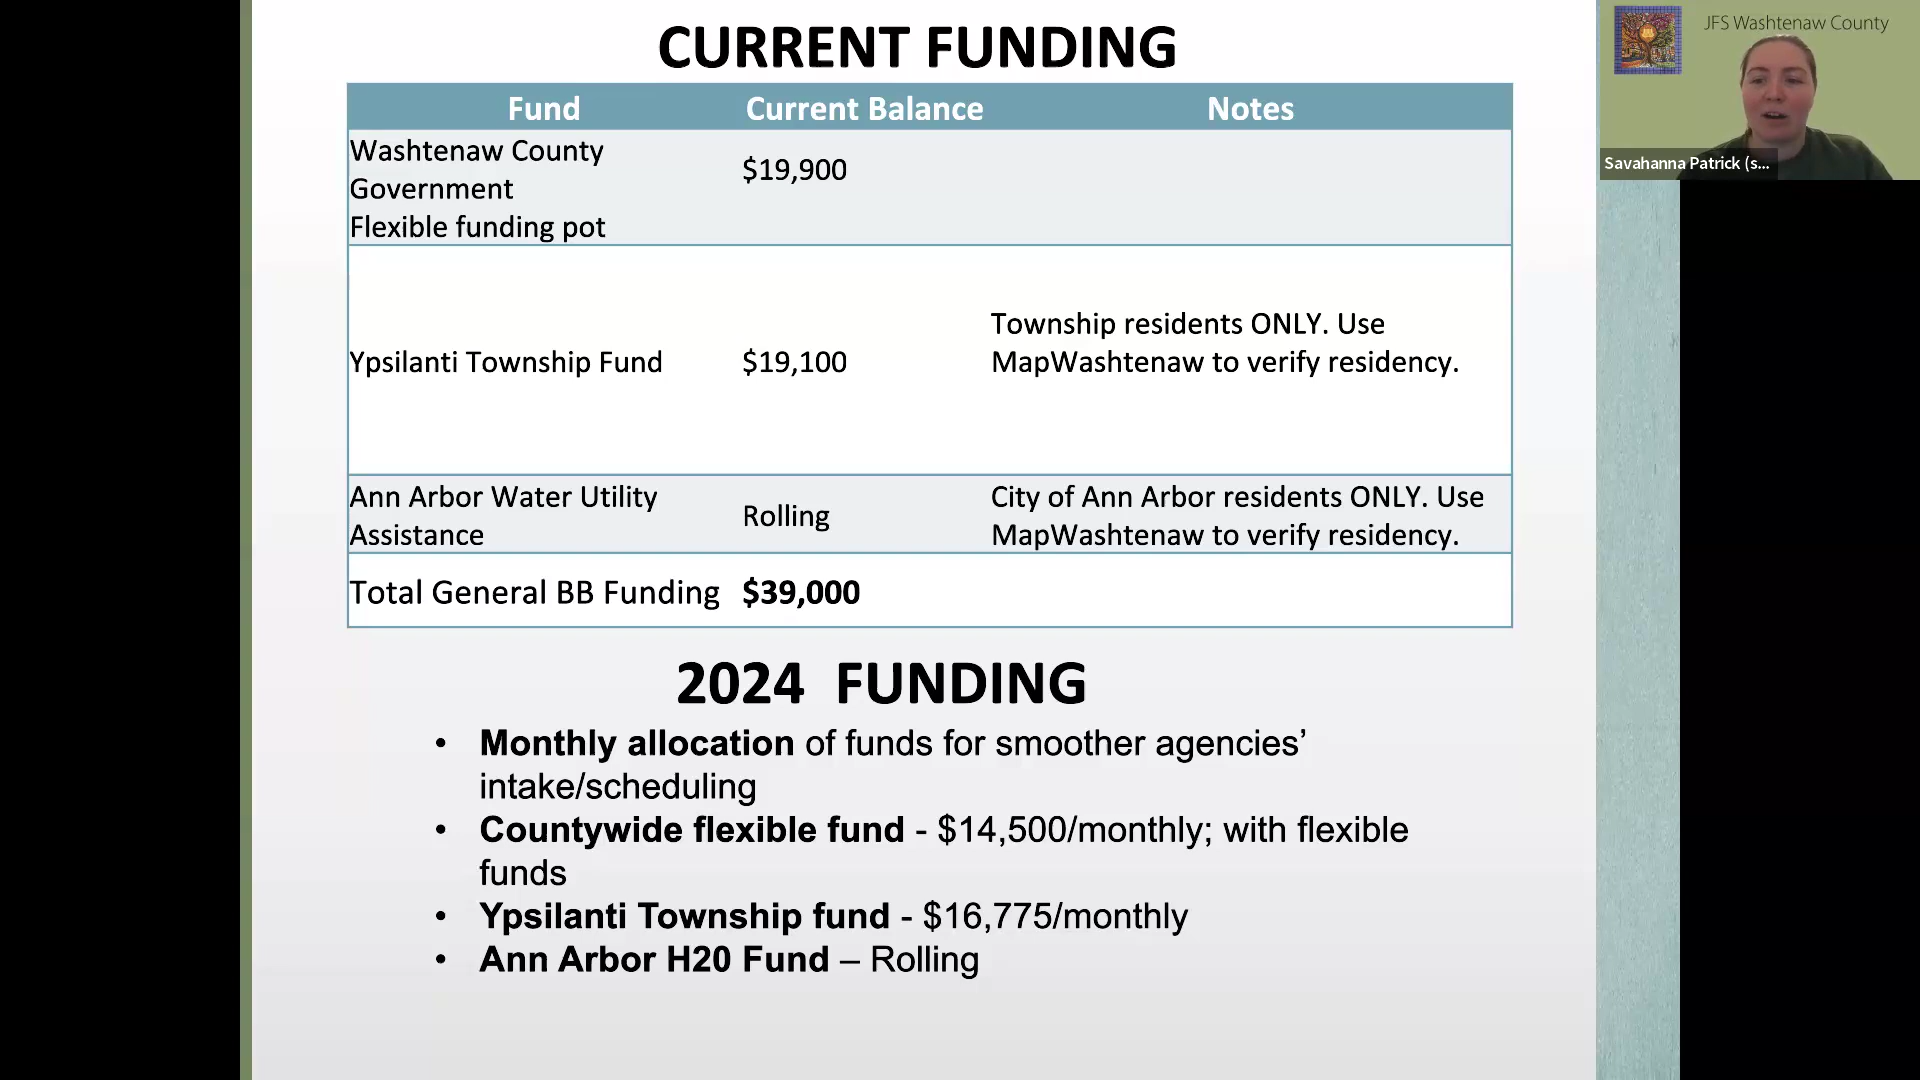 CURRENT FUNDING
Fund Current Balance Notes
Washtenaw County
Government
Flexible funding pot
$19,900
Ypsilanti Township Fund
$19,100
Township residents ONLY. Use
MapWashtenaw to verify residency.
Ann Arbor Water Utility
Assistance
Rolling
City of Ann Arbor residents ONLY. Use
MapWashtenaw to verify residency.
Total General BB Funding $39,000
2024 FUNDING
• Monthly allocation of funds for smoother agencies’
intake/scheduling
• Countywide flexible fund - $14,500/monthly; with flexible
funds
• Ypsilanti Township fund - $16,775/monthly
• Ann Arbor H20 Fund – Rolling
JFS Washtenaw County
Savahanna Patrick (s...